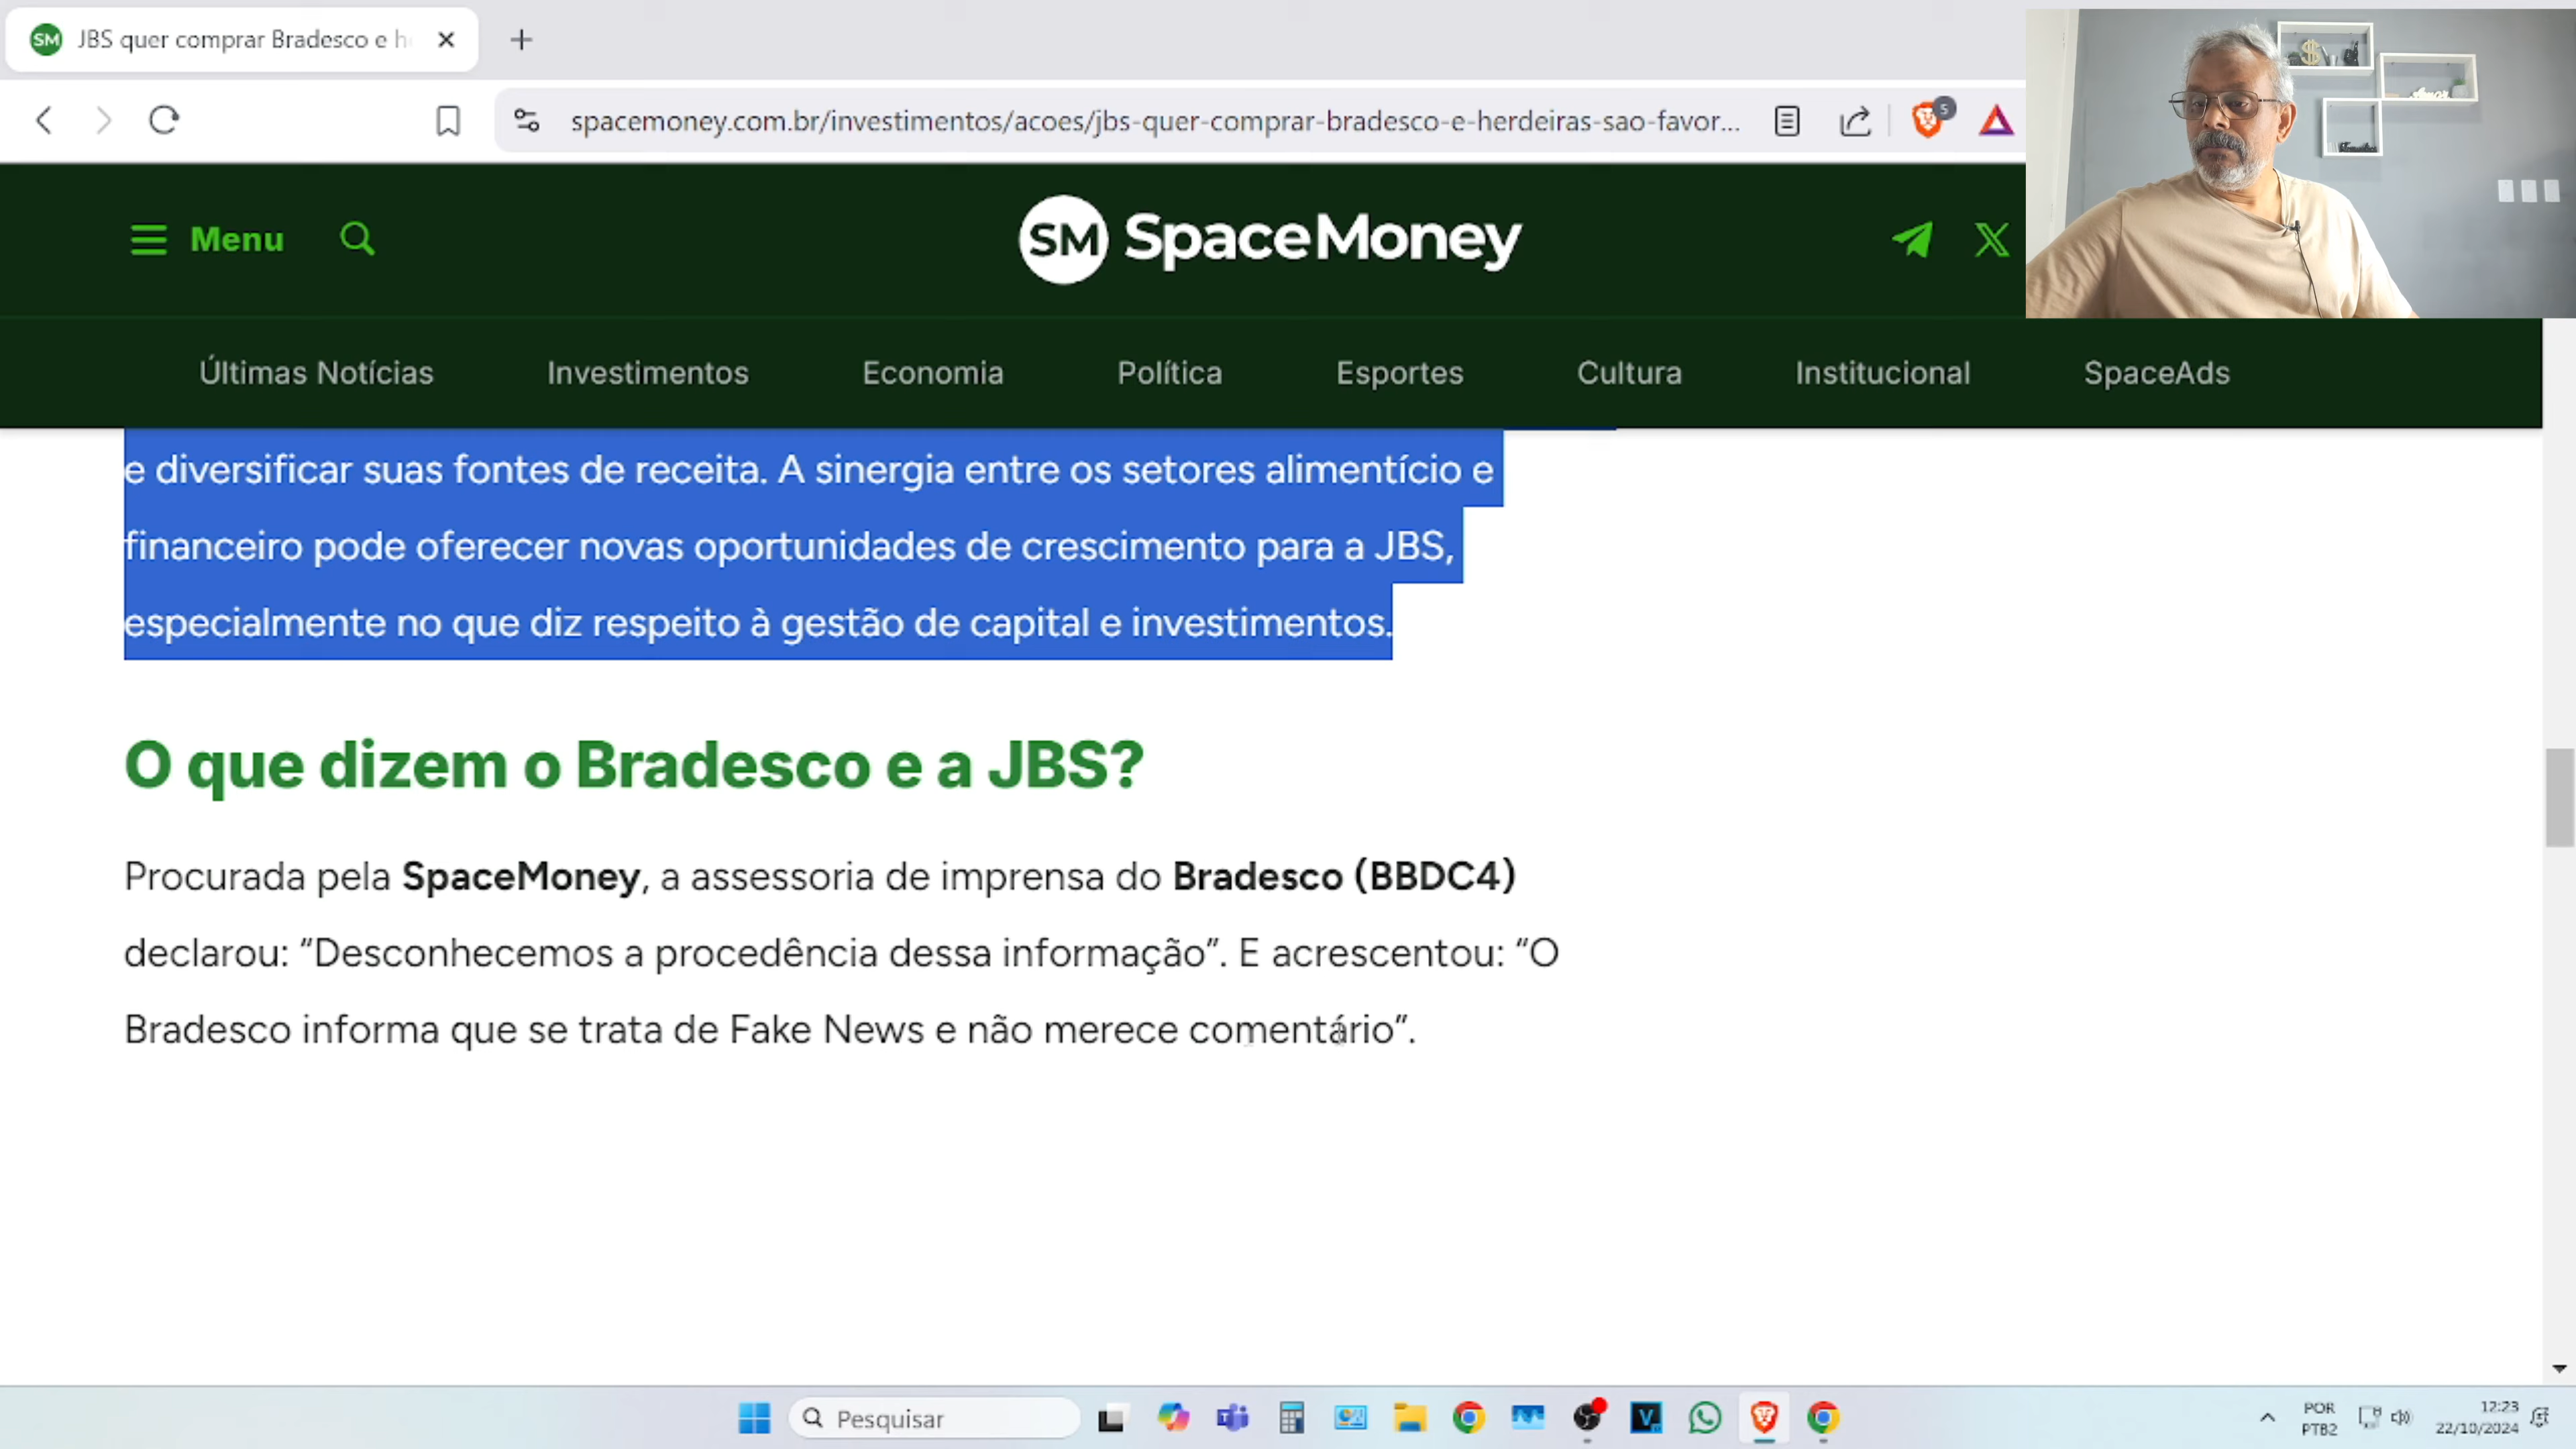 SM JBS quer comprar Bradesco e h
spacemoney.com.br/investimentos/acoes/jbs-quer-comprar-bradesco-e-herdeiras-sao-favor...
5
Menu
SM SpaceMoney
Últimas Notícias Investimentos Economia Política Esportes Cultura Institucional SpaceAds
e diversificar suas fontes de receita. A sinergia entre os setores alimentício e
financeiro pode oferecer novas oportunidades de crescimento para a JBS,
especialmente no que diz respeito à gestão de capital e investimentos.
O que dizem o Bradesco e a JBS?
Procurada pela SpaceMoney, a assessoria de imprensa do Bradesco (BBDC4)
declarou: “Desconhecemos a procedência dessa informação”. E acrescentou: “O
Bradesco informa que se trata de Fake News e não merece comentário”.
Pesquisar
POR
PTB2
12:23
22/10/2024